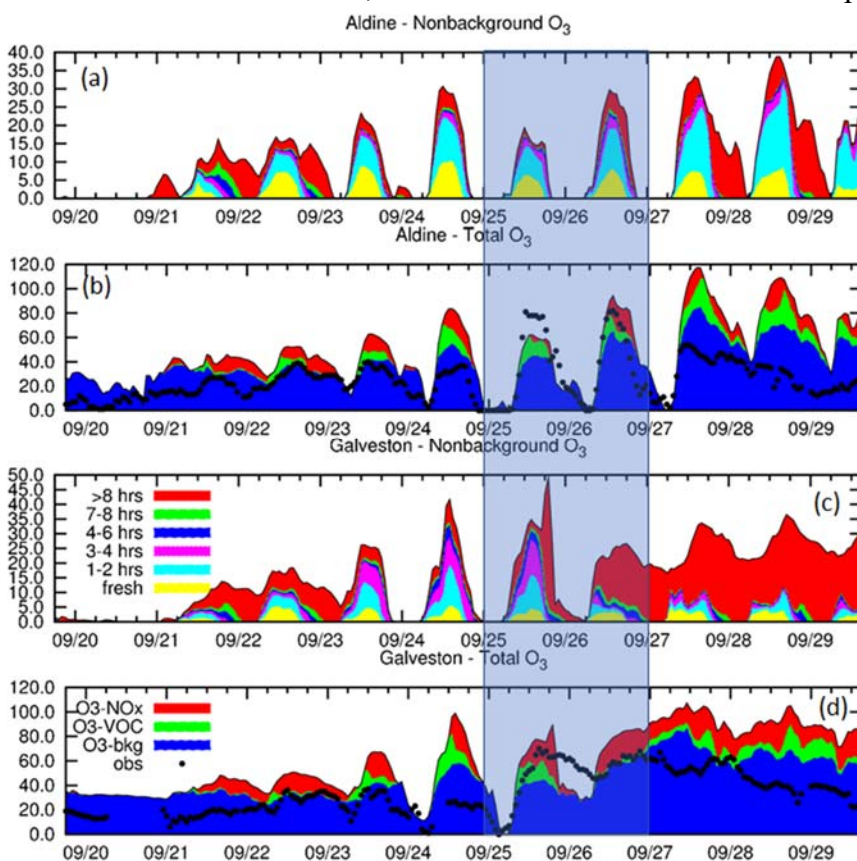 Aldine - Nonbackground O3
40.0
35.0
30.0
25.0
20.0
15.0
10.0
5.0
0.0
(a)
09/20 09/21 09/22 09/23 09/24 09/25 09/26 09/27 09/28 09/29
Aldine - Total O3
120.0
100.0
80.0
60.0
40.0
20.0
0.0
(b)
09/20 09/21 09/22 09/23 09/24 09/25 09/26 09/27 09/28 09/29
Galveston - Nonbackground O3
50.0
45.0
40.0
35.0
30.0
25.0
20.0
15.0
10.0
5.0
0.0
>8 hrs
7-8 hrs
4-6 hrs
3-4 hrs
1-2 hrs
fresh
(c)
09/20 09/21 09/22 09/23 09/24 09/25 09/26 09/27 09/28 09/29
Galveston - Total O3
120.0
100.0
80.0
60.0
40.0
20.0
0.0
O3-NOx
O3-VOC
O3-bkg
obs
(d)
09/20 09/21 09/22 09/23 09/24 09/25 09/26 09/27 09/28 09/29